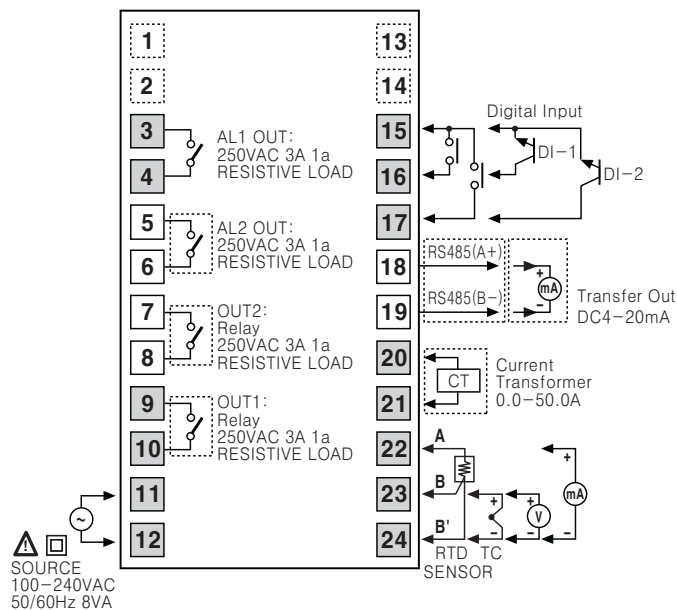 1
2
3
4
AL1 OUT:
250VAC 3A 1a
RESISTIVE LOAD
5
6
AL2 OUT:
250VAC 3A 1a
RESISTIVE LOAD
7
8
OUT2:
Relay
250VAC 3A 1a
RESISTIVE LOAD
9
10
OUT1:
Relay
250VAC 3A 1a
RESISTIVE LOAD
11
12
~
SOURCE
100-240VAC
50/60Hz 8VA
13
14
15
16
17
Digital Input
DI-1
DI-2
18
19
RS485(A+)
RS485(B-)
+
mA
-
Transfer Out
DC4-20mA
20
21
CT
Current
Transformer
0.0-50.0A
22
23
24
A
B
B'
RTD
SENSOR
+
-
TC
+
V
-
+
mA
-